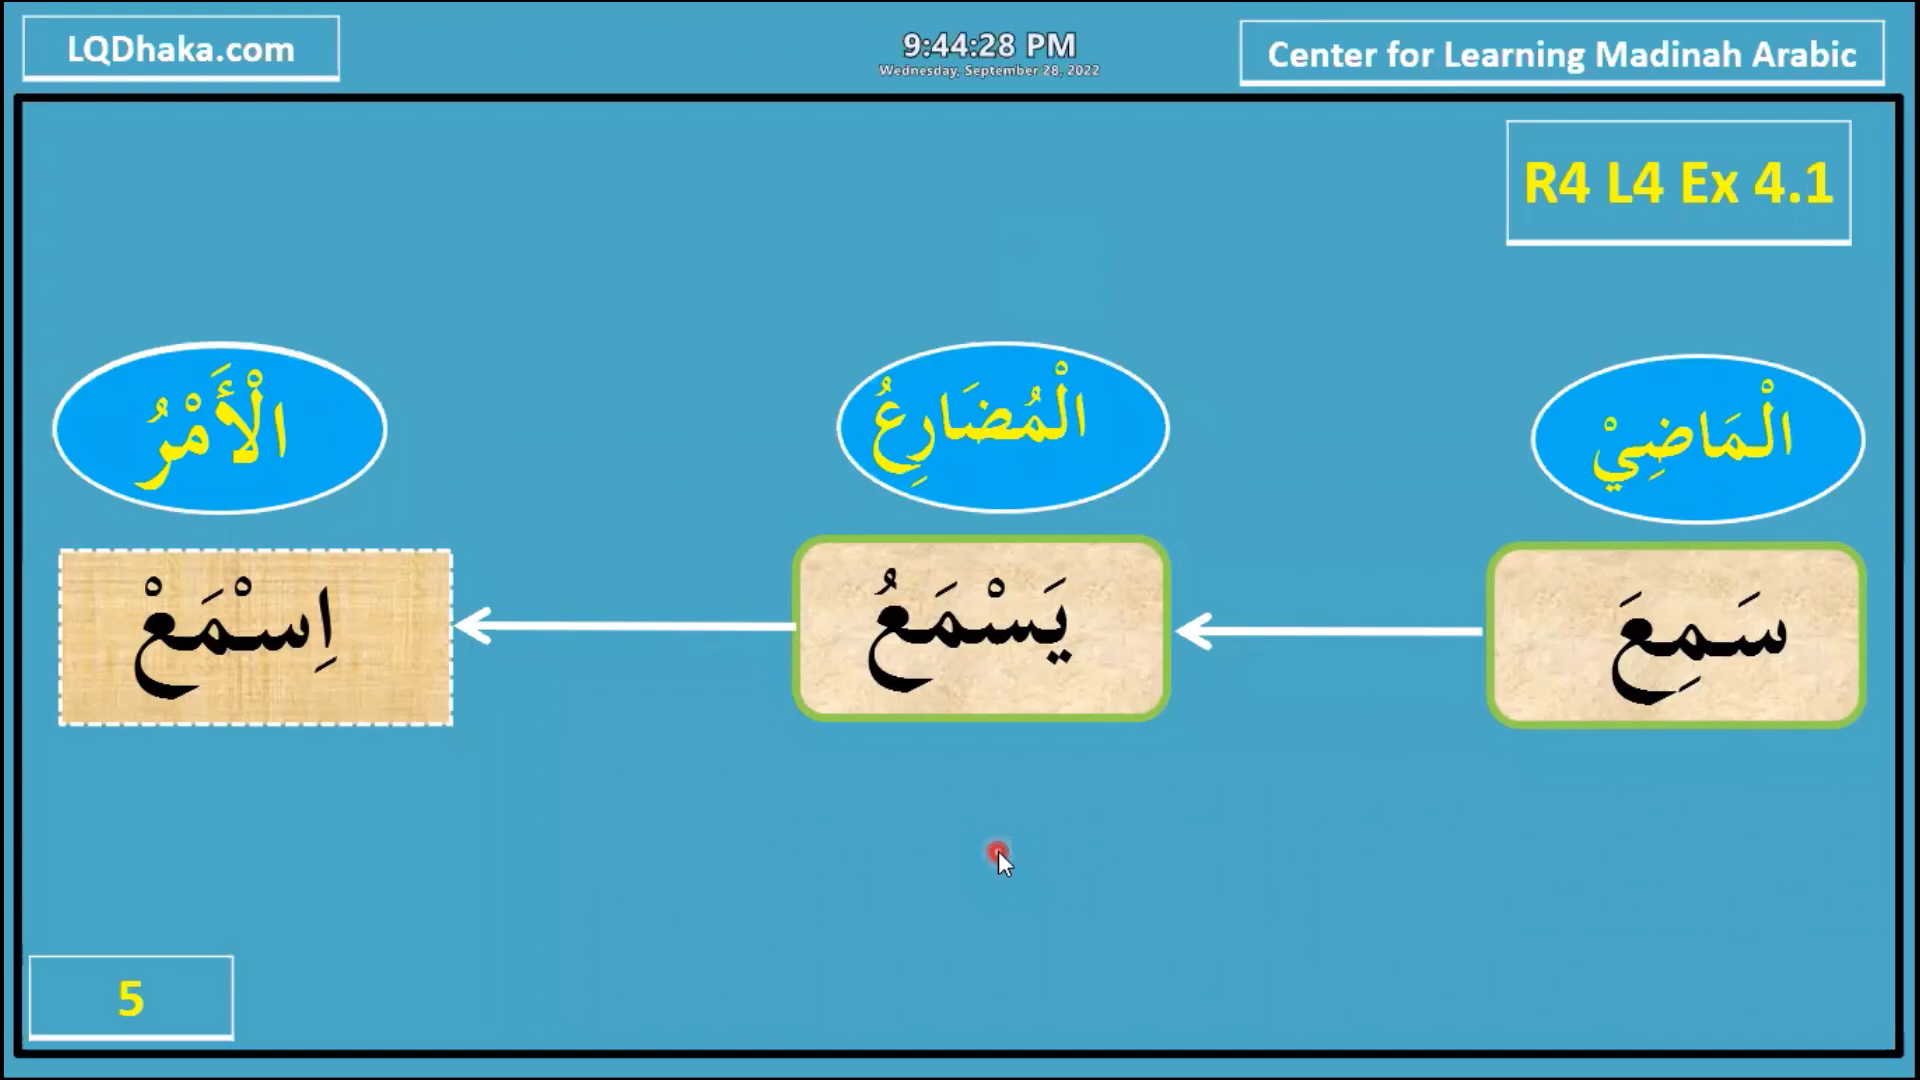 LQDhaka.com
9:44:28 PM
Wednesday, September 28, 2022
Center for Learning Madinah Arabic
R4 L4 Ex 4.1
الْمَاضِيْ
الْمُضَارِعُ
الْأَمْرُ
سَمِعَ
يَسْمَعُ
اِسْمَعْ
5